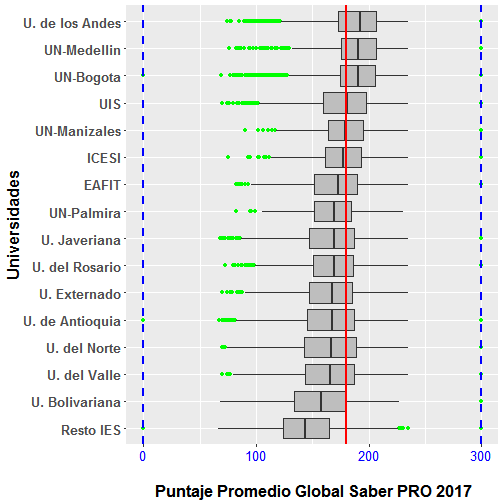 Universidades
U. de los Andes
UN-Medellin
UN-Bogota
UIS
UN-Manizales
ICESI
EAFIT
UN-Palmira
U. Javeriana
U. del Rosario
U. Externado
U. de Antioquia
U. del Norte
U. del Valle
U. Bolivariana
Resto IES
0 100 200 300
Puntaje Promedio Global Saber PRO 2017